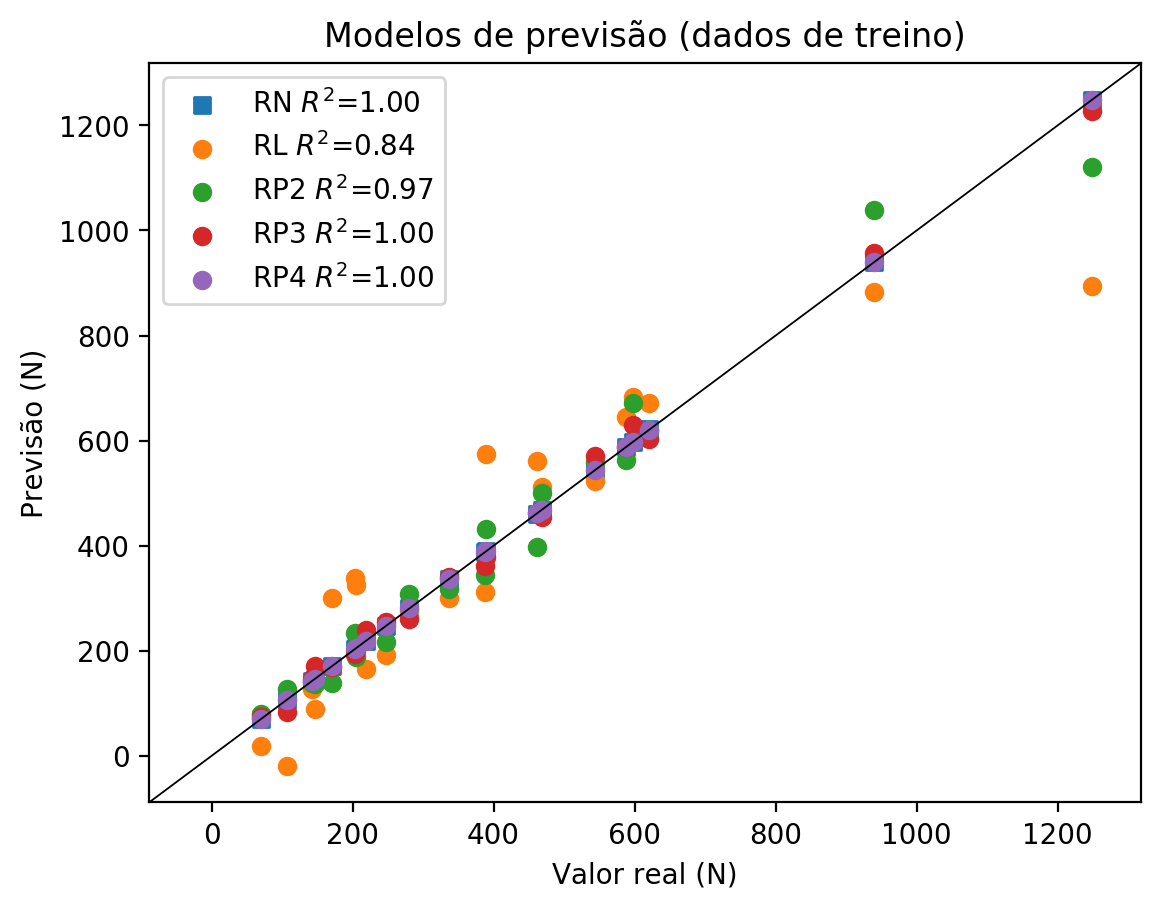 Modelos de previsão (dados de treino)
RN R²=1.00
RL R²=0.84
RP2 R²=0.97
RP3 R²=1.00
RP4 R²=1.00
1200
1000
800
600
400
200
0
Previsão (N)
0 200 400 600 800 1000 1200
Valor real (N)